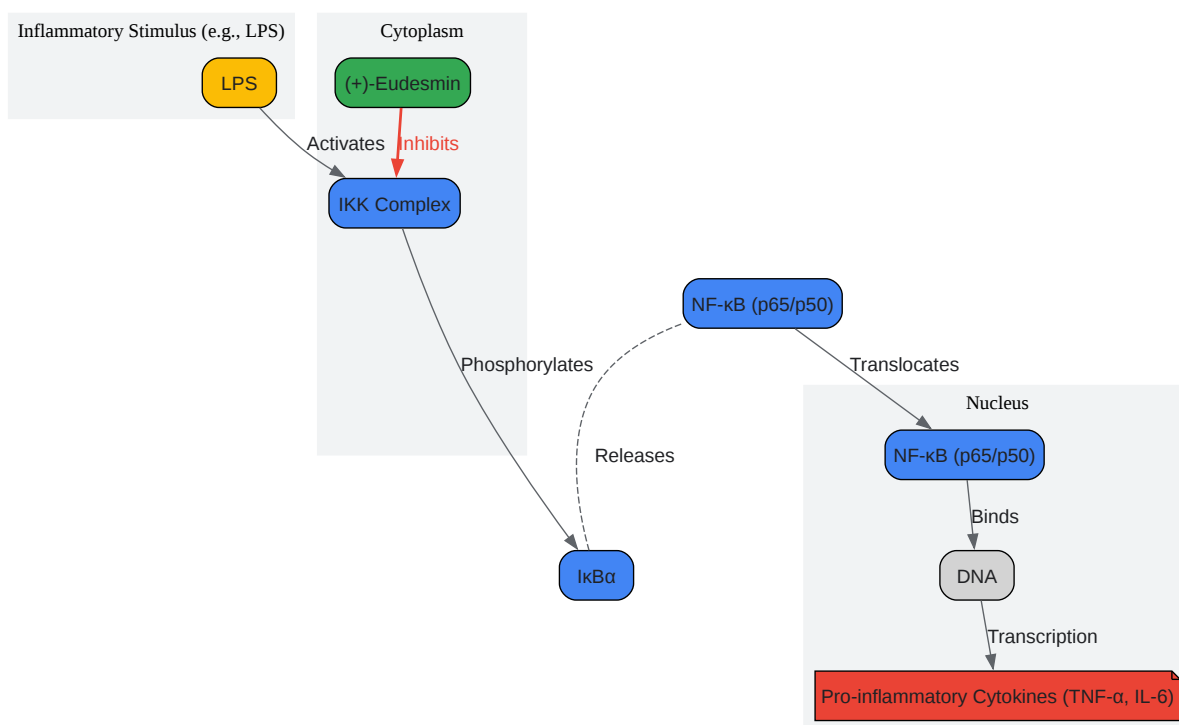 Inflammatory Stimulus (e.g., LPS)
Cytoplasm
LPS
(+)-Eudesmin
Activates
Inhibits
IKK Complex
NF-κB (p65/p50)
Phosphorylates
Translocates
Nucleus
Releases
NF-κB (p65/p50)
Binds
IκBα
DNA
Transcription
Pro-inflammatory Cytokines (TNF-α, IL-6)